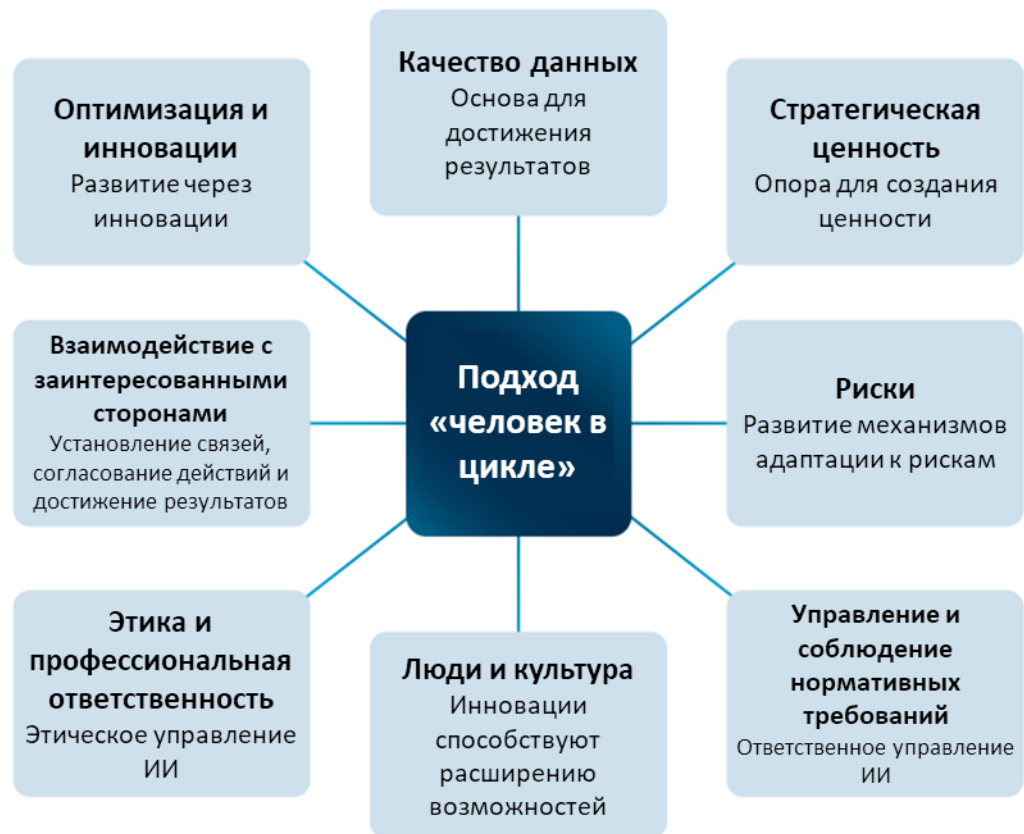 Оптимизация и
инновации
Развитие через
инновации
Качество данных
Основа для
достижения
результатов
Стратегическая
ценность
Опора для создания
ценности
Взаимодействие с
заинтересованными
сторонами
Установление связей,
согласование действий и
достижение результатов
Подход
«человек в
цикле»
Риски
Развитие механизмов
адаптации к рискам
Этика и
профессиональная
ответственность
Этическое управление
ИИ
Люди и культура
Инновации
способствуют
расширению
возможностей
Управление и
соблюдение
нормативных
требований
Ответственное управление
ИИ